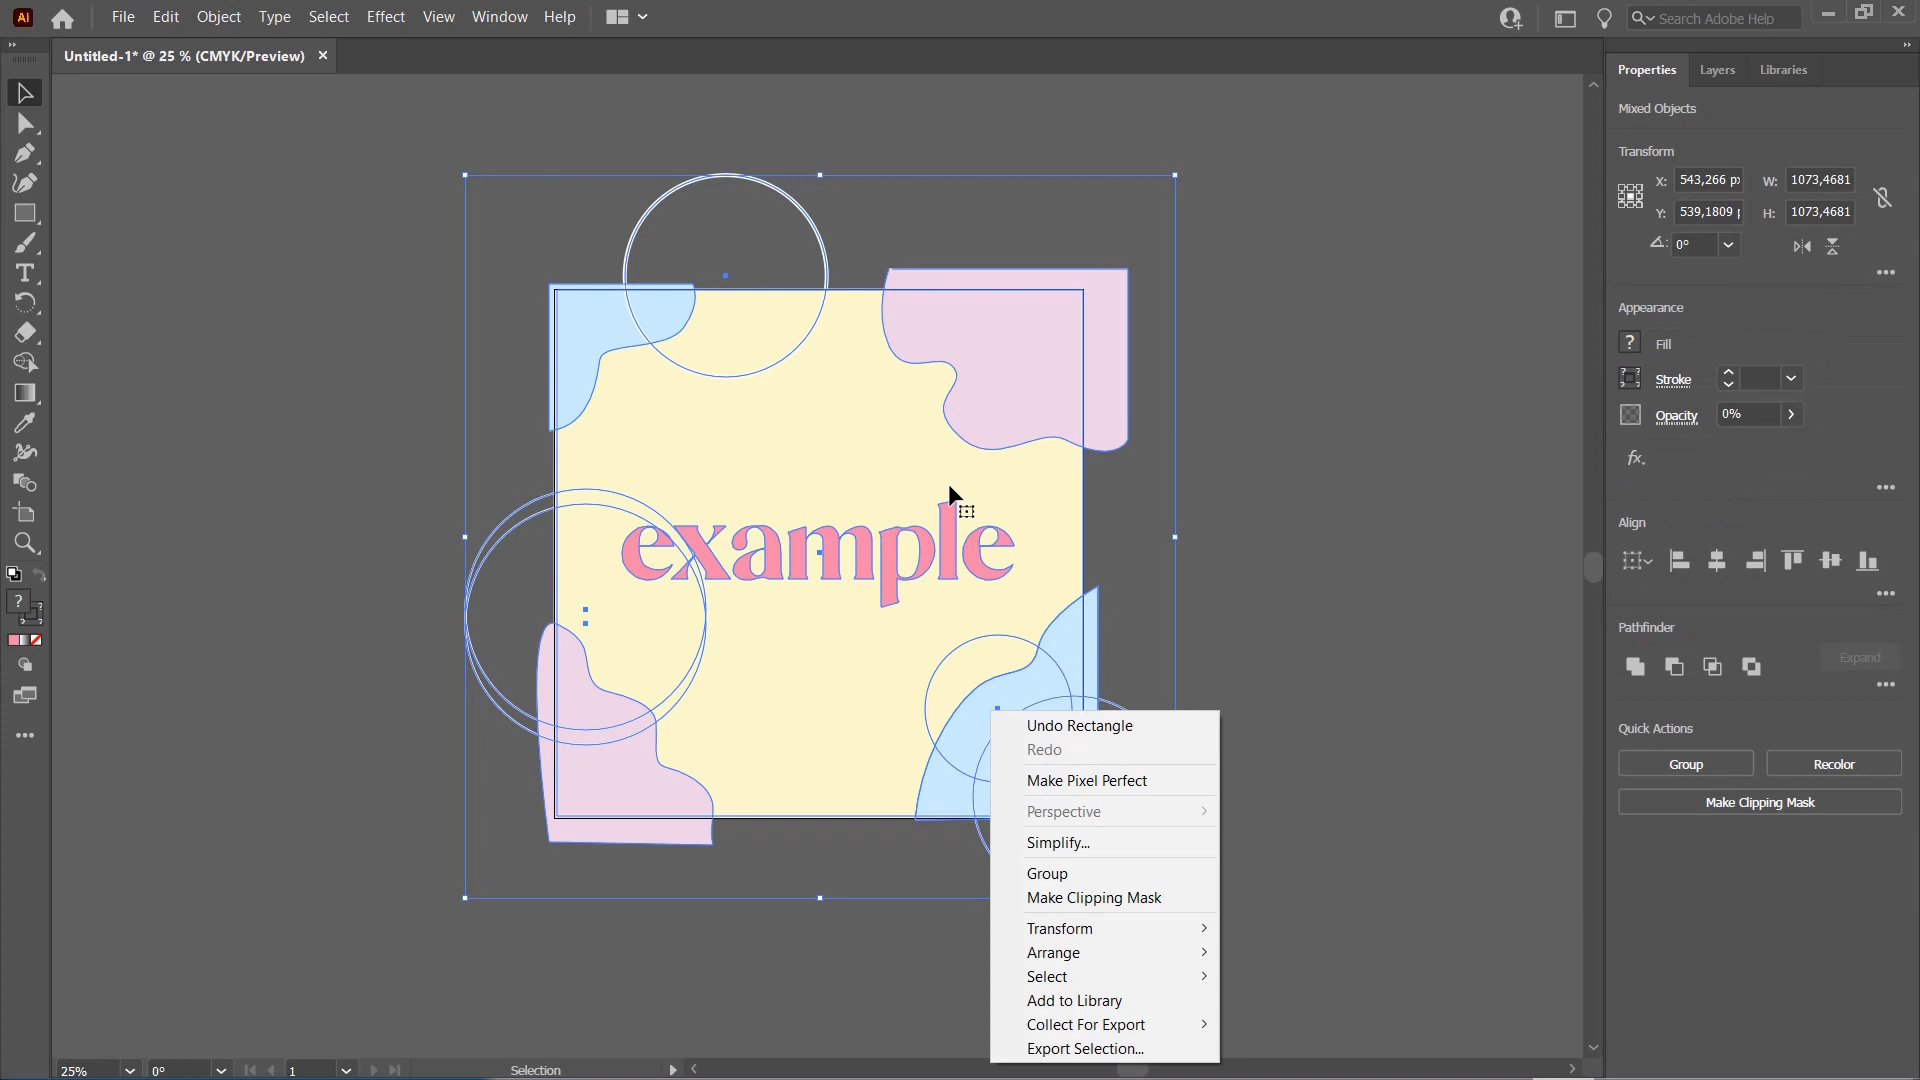 Ai
File Edit Object Type Select Effect View Window Help
Search Adobe Help
Untitled-1* @ 25 % (CMYK/Preview) ×
Properties Layers Libraries
Mixed Objects
Transform
X: 543,266 px W: 1073,4681
Y: 539,1809 p H: 1073,4681
0°
Appearance
? Fill
Stroke
Opacity 0%
fx
Align
Pathfinder
Expand
Quick Actions
Group Recolor
Make Clipping Mask
example
Undo Rectangle
Redo
Make Pixel Perfect
Perspective
Simplify...
Group
Make Clipping Mask
Transform
Arrange
Select
Add to Library
Collect For Export
Export Selection...
25% 0° 1 Selection